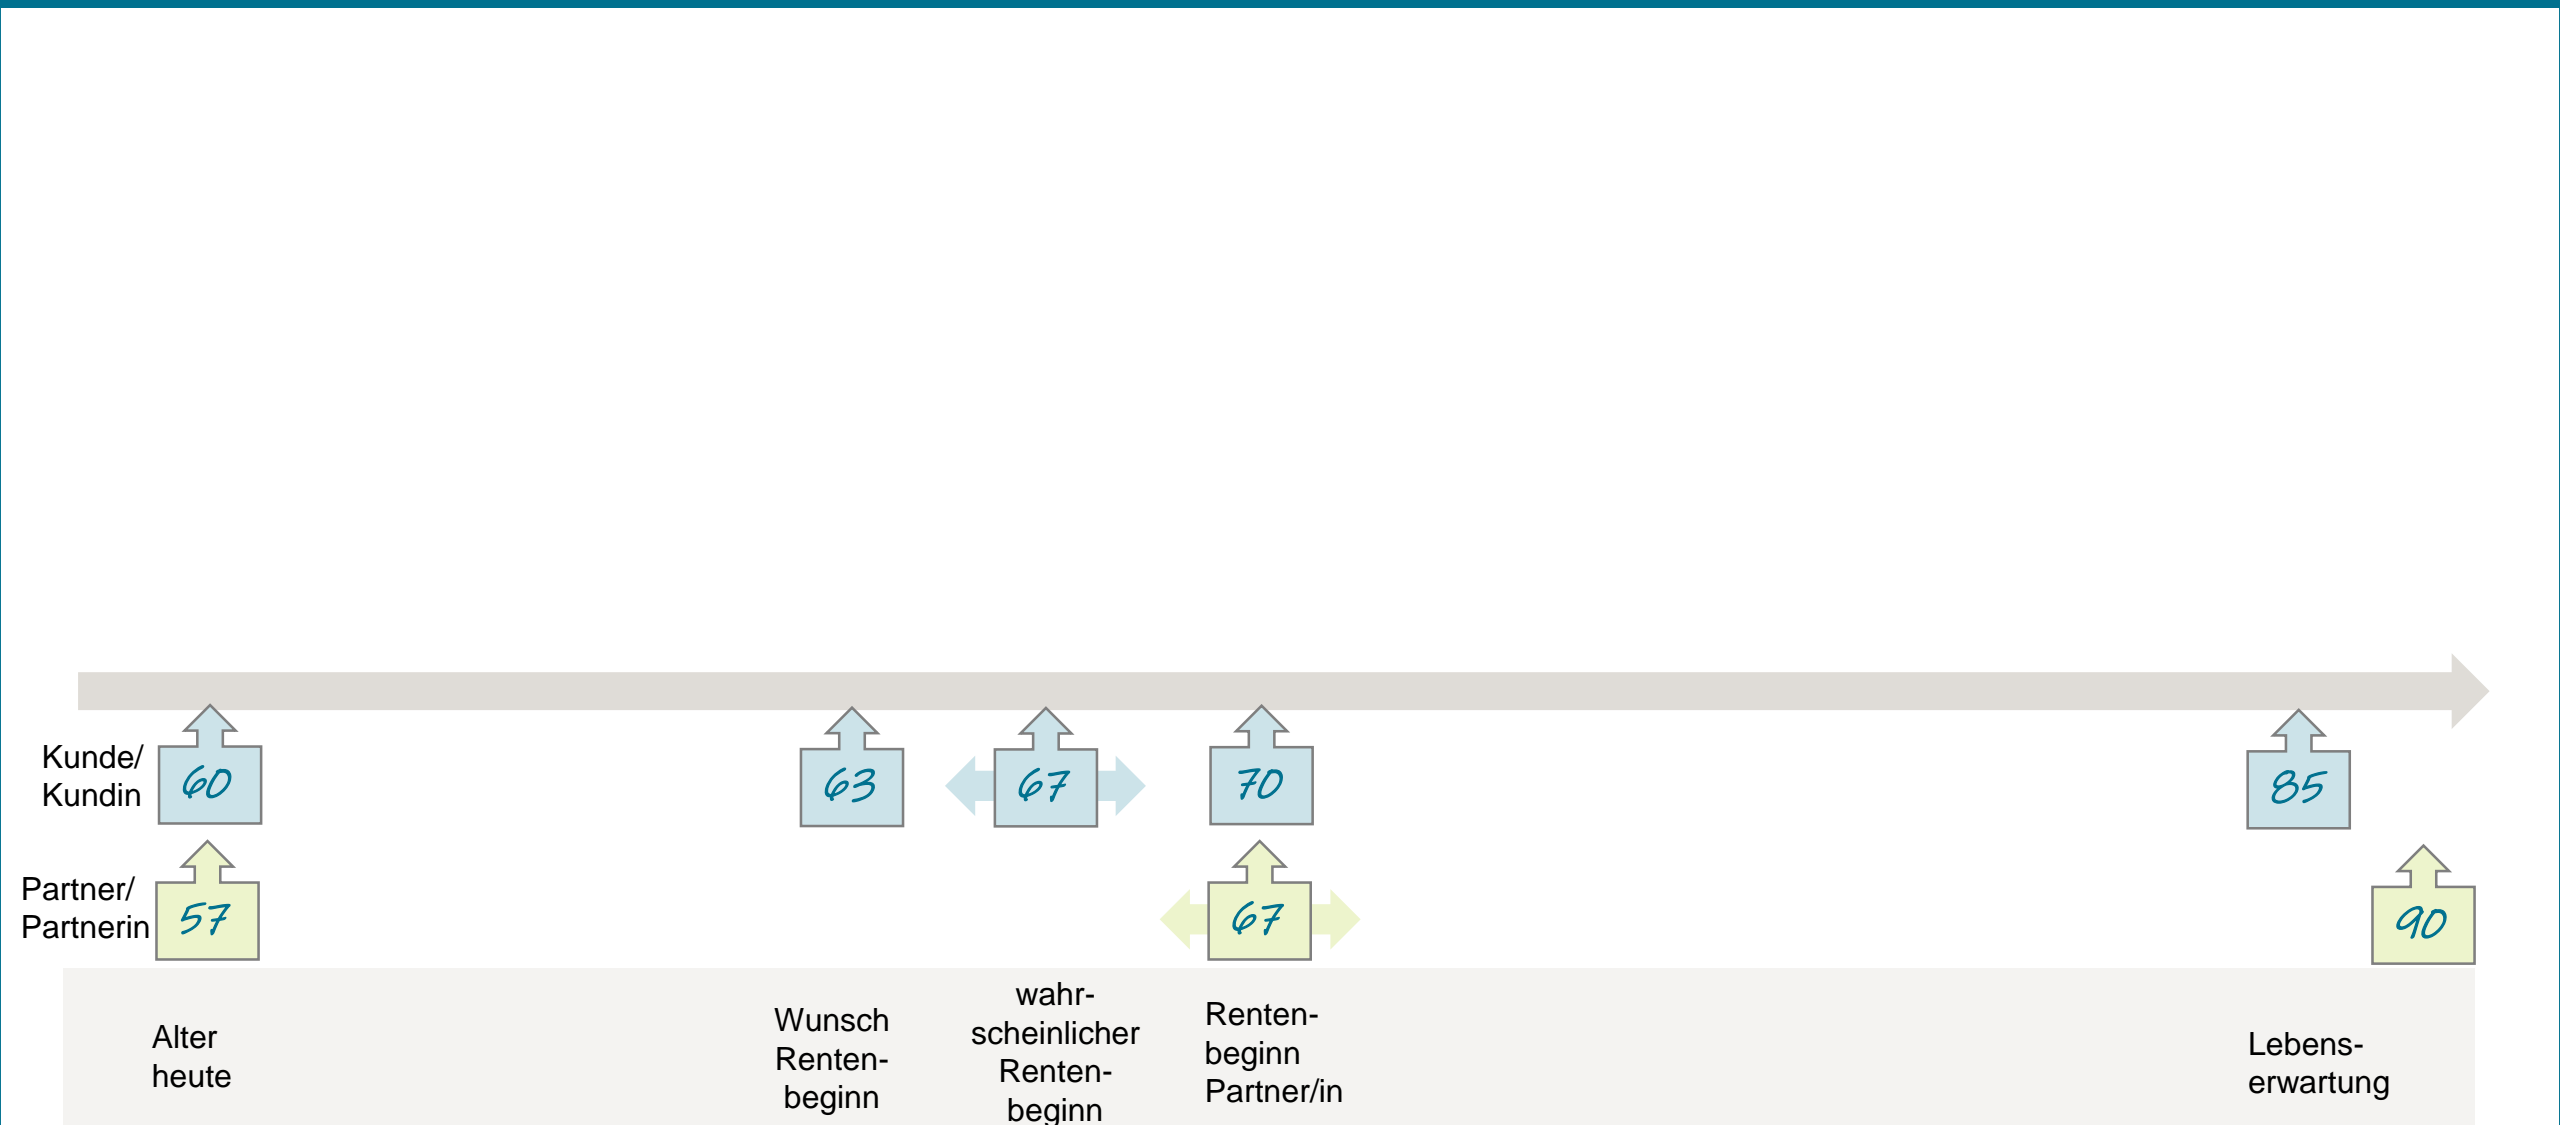 Kunde/
Kundin
60
63
67
70
85
Partner/
Partnerin
57
67
90
Alter
heute
Wunsch
Renten-
beginn
wahr-
scheinlicher
Renten-
beginn
Renten-
beginn
Partner/in
Lebens-
erwartung